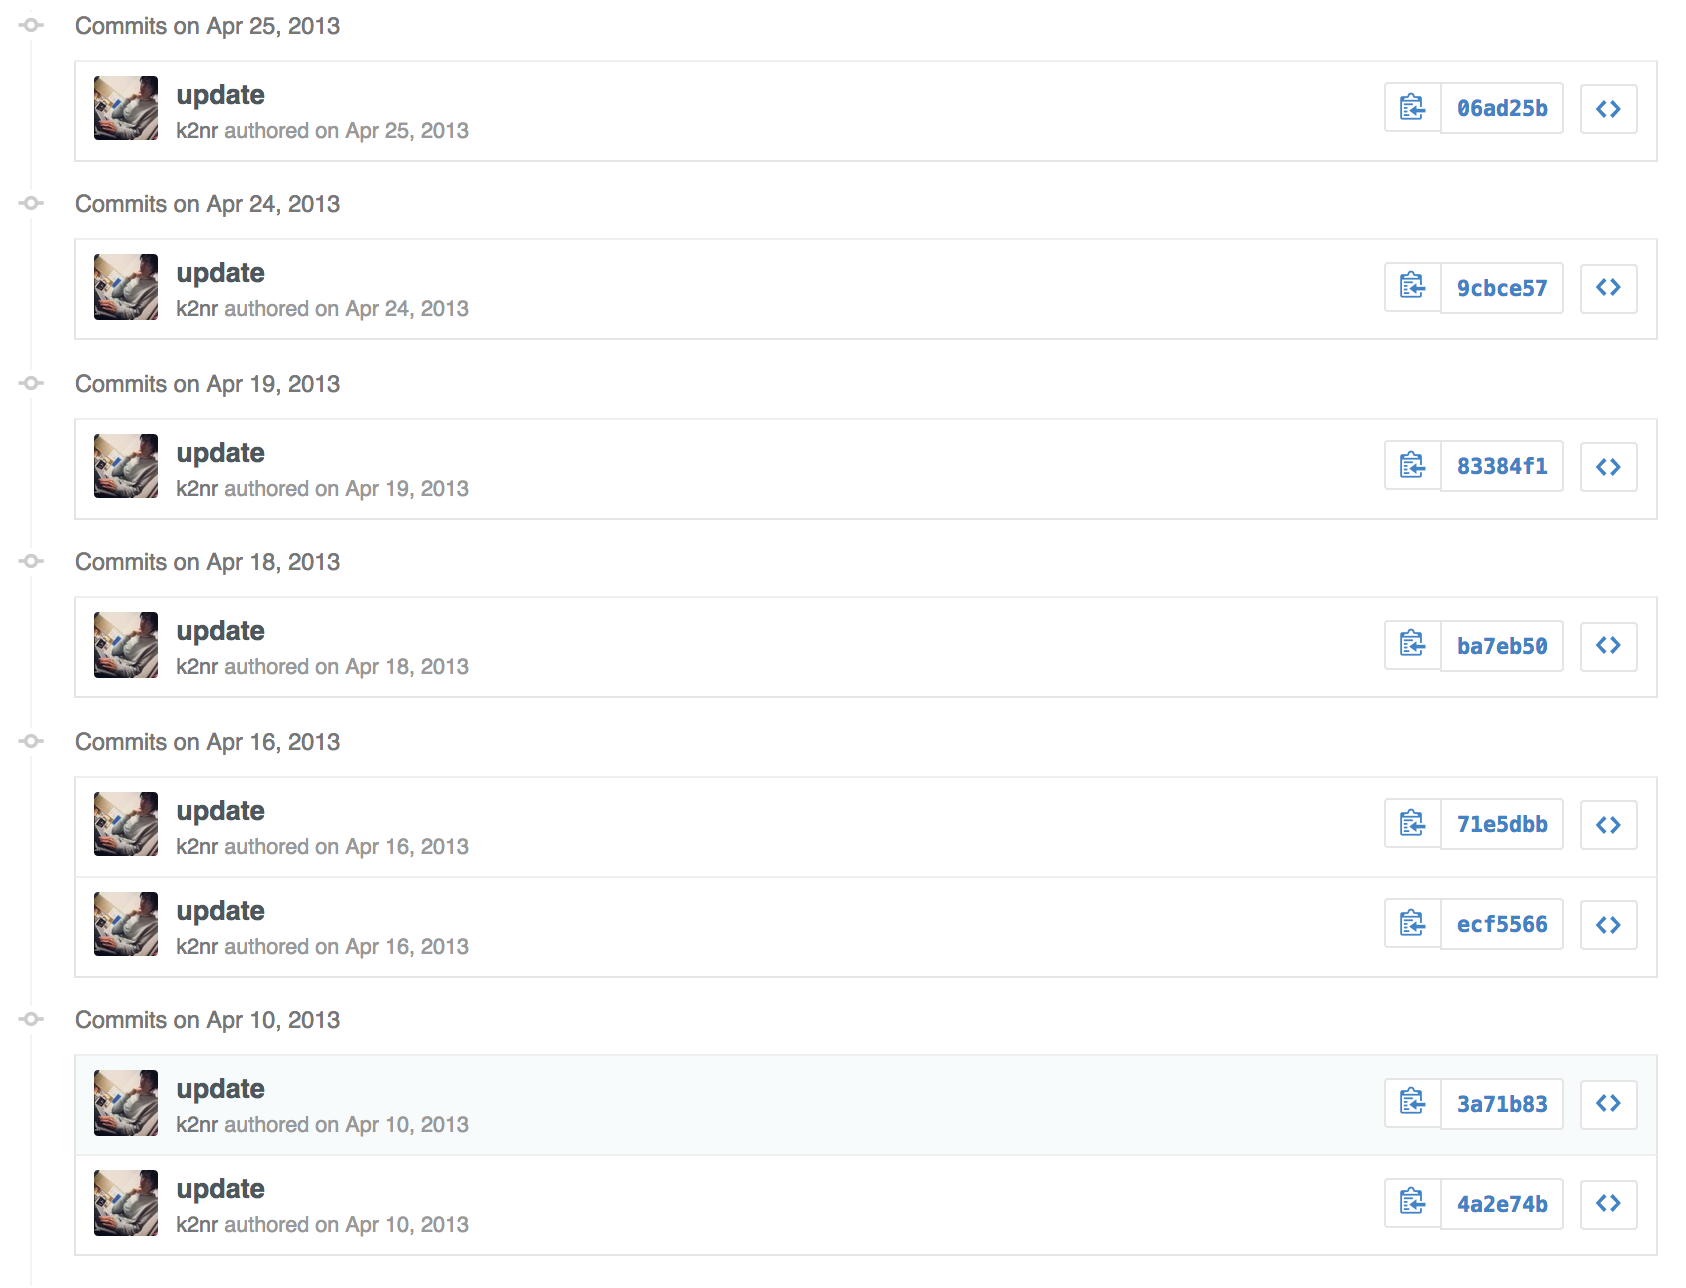 Commits on Apr 25, 2013
update
k2nr authored on Apr 25, 2013
06ad25b
Commits on Apr 24, 2013
update
k2nr authored on Apr 24, 2013
9cbce57
Commits on Apr 19, 2013
update
k2nr authored on Apr 19, 2013
83384f1
Commits on Apr 18, 2013
update
k2nr authored on Apr 18, 2013
ba7eb50
Commits on Apr 16, 2013
update
k2nr authored on Apr 16, 2013
71e5dbb
update
k2nr authored on Apr 16, 2013
ecf5566
Commits on Apr 10, 2013
update
k2nr authored on Apr 10, 2013
3a71b83
update
k2nr authored on Apr 10, 2013
4a2e74b